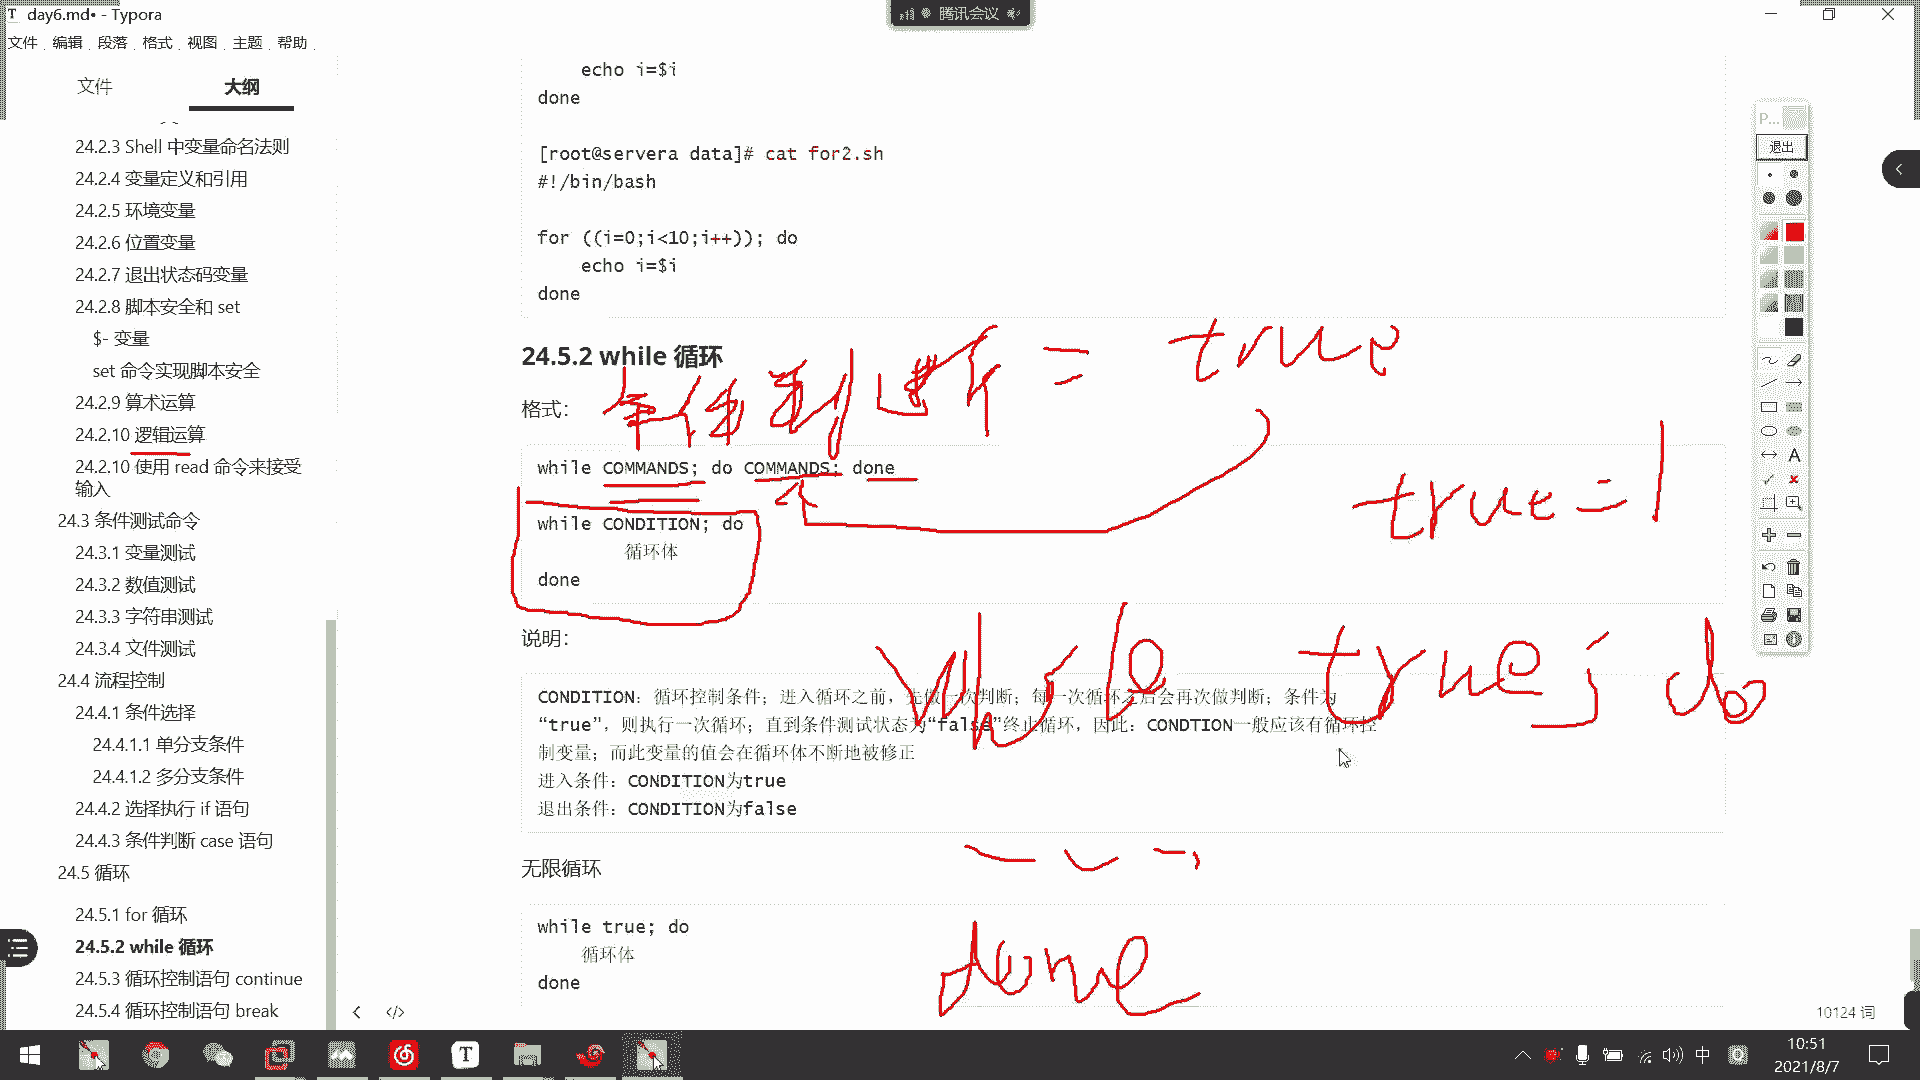 day6.md• - Typora
腾讯会议
文件 编辑 段落 格式 视图 主题 帮助
文件
大纲
24.2.3 Shell 中变量命名法则
24.2.4 变量定义和引用
24.2.5 环境变量
24.2.6 位置变量
24.2.7 退出状态码变量
24.2.8 脚本安全和 set
$- 变量
set 命令实现脚本安全
24.2.9 算术运算
24.2.10 逻辑运算
24.2.10 使用 read 命令来接受
输入
24.3 条件测试命令
24.3.1 变量测试
24.3.2 数值测试
24.3.3 字符串测试
24.3.4 文件测试
24.4 流程控制
24.4.1 条件选择
24.4.1.1 单分支条件
24.4.1.2 多分支条件
24.4.2 选择执行 if 语句
24.4.3 条件判断 case 语句
24.5 循环
24.5.1 for 循环
24.5.2 while 循环
24.5.3 循环控制语句 continue
24.5.4 循环控制语句 break
echo i=$i
done
[root@servera data]# cat for2.sh
#!/bin/bash
for ((i=0;i<10;i++)); do
echo i=$i
done
24.5.2 while 循环
= true
格式：
while COMMANDS; do COMMANDS; done
true=1
while CONDITION; do
循环体
done
说明：
while true; do
CONDITION：循环控制条件；进入循环之前，先做一次判断；每一次循环之后会再次做判断；条件为
“true”，则执行一次循环；直到条件测试状态为“false”终止循环，因此：CONDTION一般应该有循环控
制变量；而此变量的值会在循环体不断地被修正
进入条件：CONDITION为true
退出条件：CONDITION为false
无限循环
while true; do
循环体
done
done
10124 词
P...
退出
A
中
10:51
2021/8/7